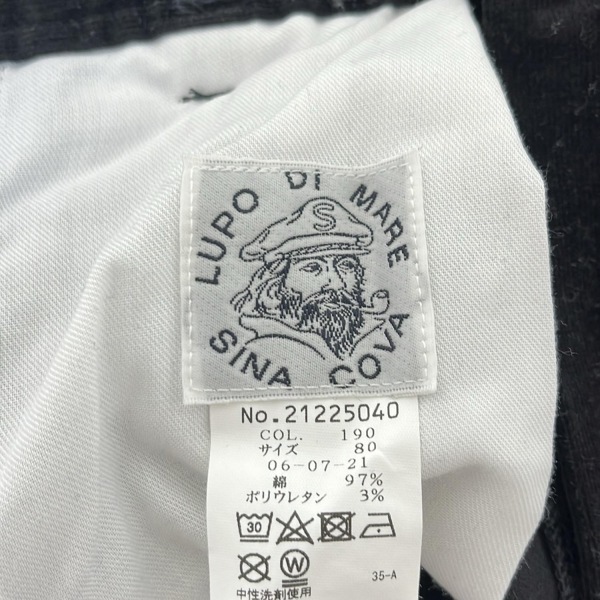 LUPO DI MARE
S
SINA COVA
No.21225040
COL. 190
サイズ 80
06-07-21
綿 97%
ポリウレタン 3%
30
W
35-A
中性洗剤使用